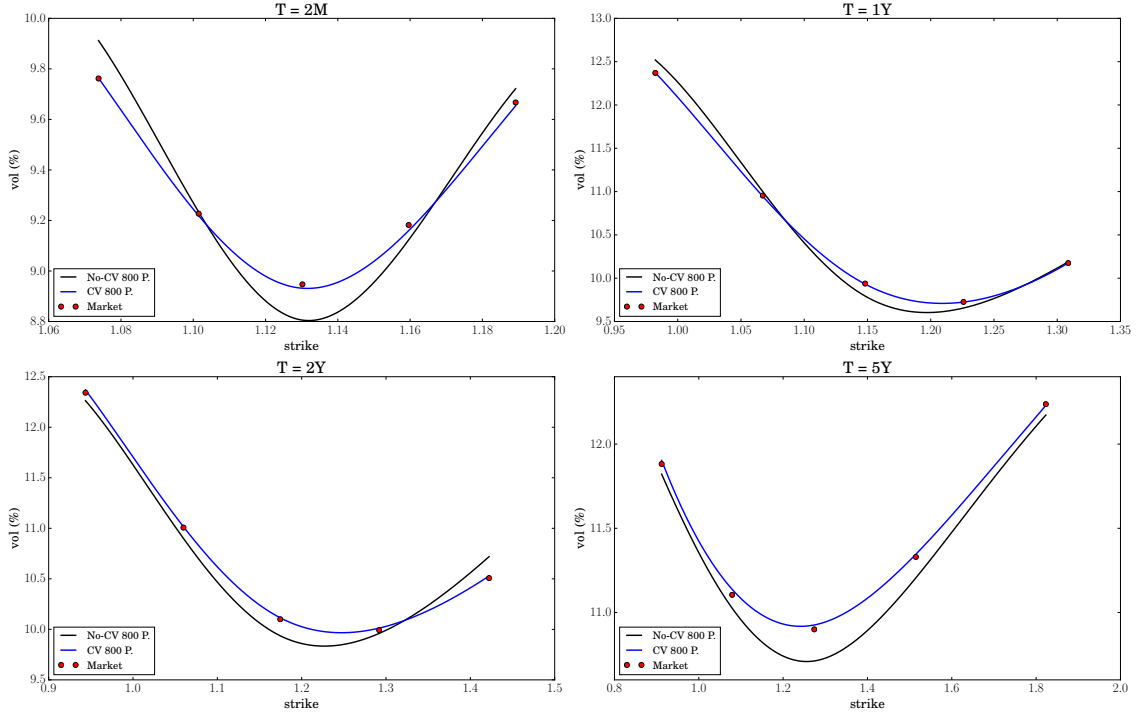 T = 2M
10.0
9.8
9.6
9.4
9.2
9.0
8.8
vol (%)
1.06 1.08 1.10 1.12 1.14 1.16 1.18 1.20
strike
No-CV 800 P.
CV 800 P.
Market
T = 1Y
13.0
12.5
12.0
11.5
11.0
10.5
10.0
9.5
vol (%)
0.95 1.00 1.05 1.10 1.15 1.20 1.25 1.30 1.35
strike
No-CV 800 P.
CV 800 P.
Market
T = 2Y
12.5
12.0
11.5
11.0
10.5
10.0
9.5
vol (%)
0.9 1.0 1.1 1.2 1.3 1.4 1.5
strike
No-CV 800 P.
CV 800 P.
Market
T = 5Y
12.0
11.5
11.0
vol (%)
0.8 1.0 1.2 1.4 1.6 1.8 2.0
strike
No-CV 800 P.
CV 800 P.
Market